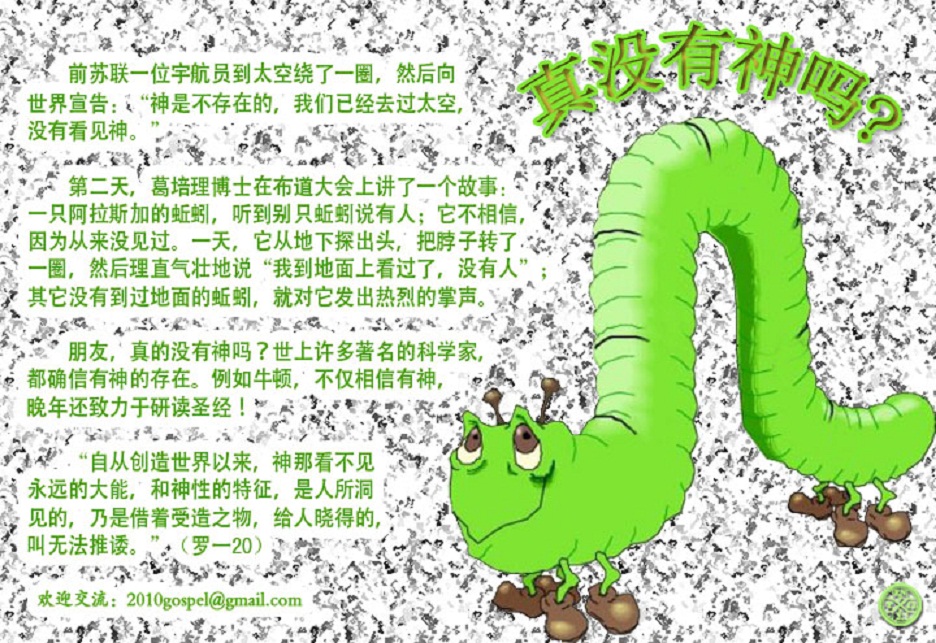 真没有神吗?
前苏联一位宇航员到太空绕了一圈，然后向
世界宣告：“神是不存在的，我们已经去过太空，
没有看见神。”
第二天，葛培理博士在布道大会上讲了一个故事：
一只阿拉斯加的蚯蚓，听到别只蚯蚓说有人；它不相信，
因为从来没见过。一天，它从地下探出头，把脖子转了
一圈，然后理直气壮地说“我到地面上看过了，没有人”；
其它没有到过地面的蚯蚓，就对它发出热烈的掌声。
朋友，真的没有神吗？世上许多著名的科学家，
都确信有神的存在。例如牛顿，不仅相信有神，
晚年还致力于研读圣经！
“自从创造世界以来，神那看不见
永远的大能，和神性的特征，是人所洞
见的，乃是借着受造之物，给人晓得的，
叫无法推诿。”（罗一20）
欢迎交流：2010gospel@gmail.com